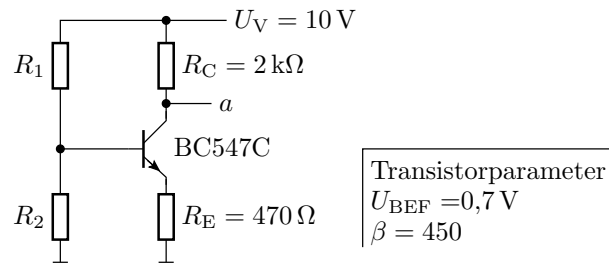 U_V = 10 V
R_1
R_C = 2 kΩ
a
BC547C
R_2
R_E = 470 Ω
Transistorparameter
U_BEF =0,7 V
β = 450